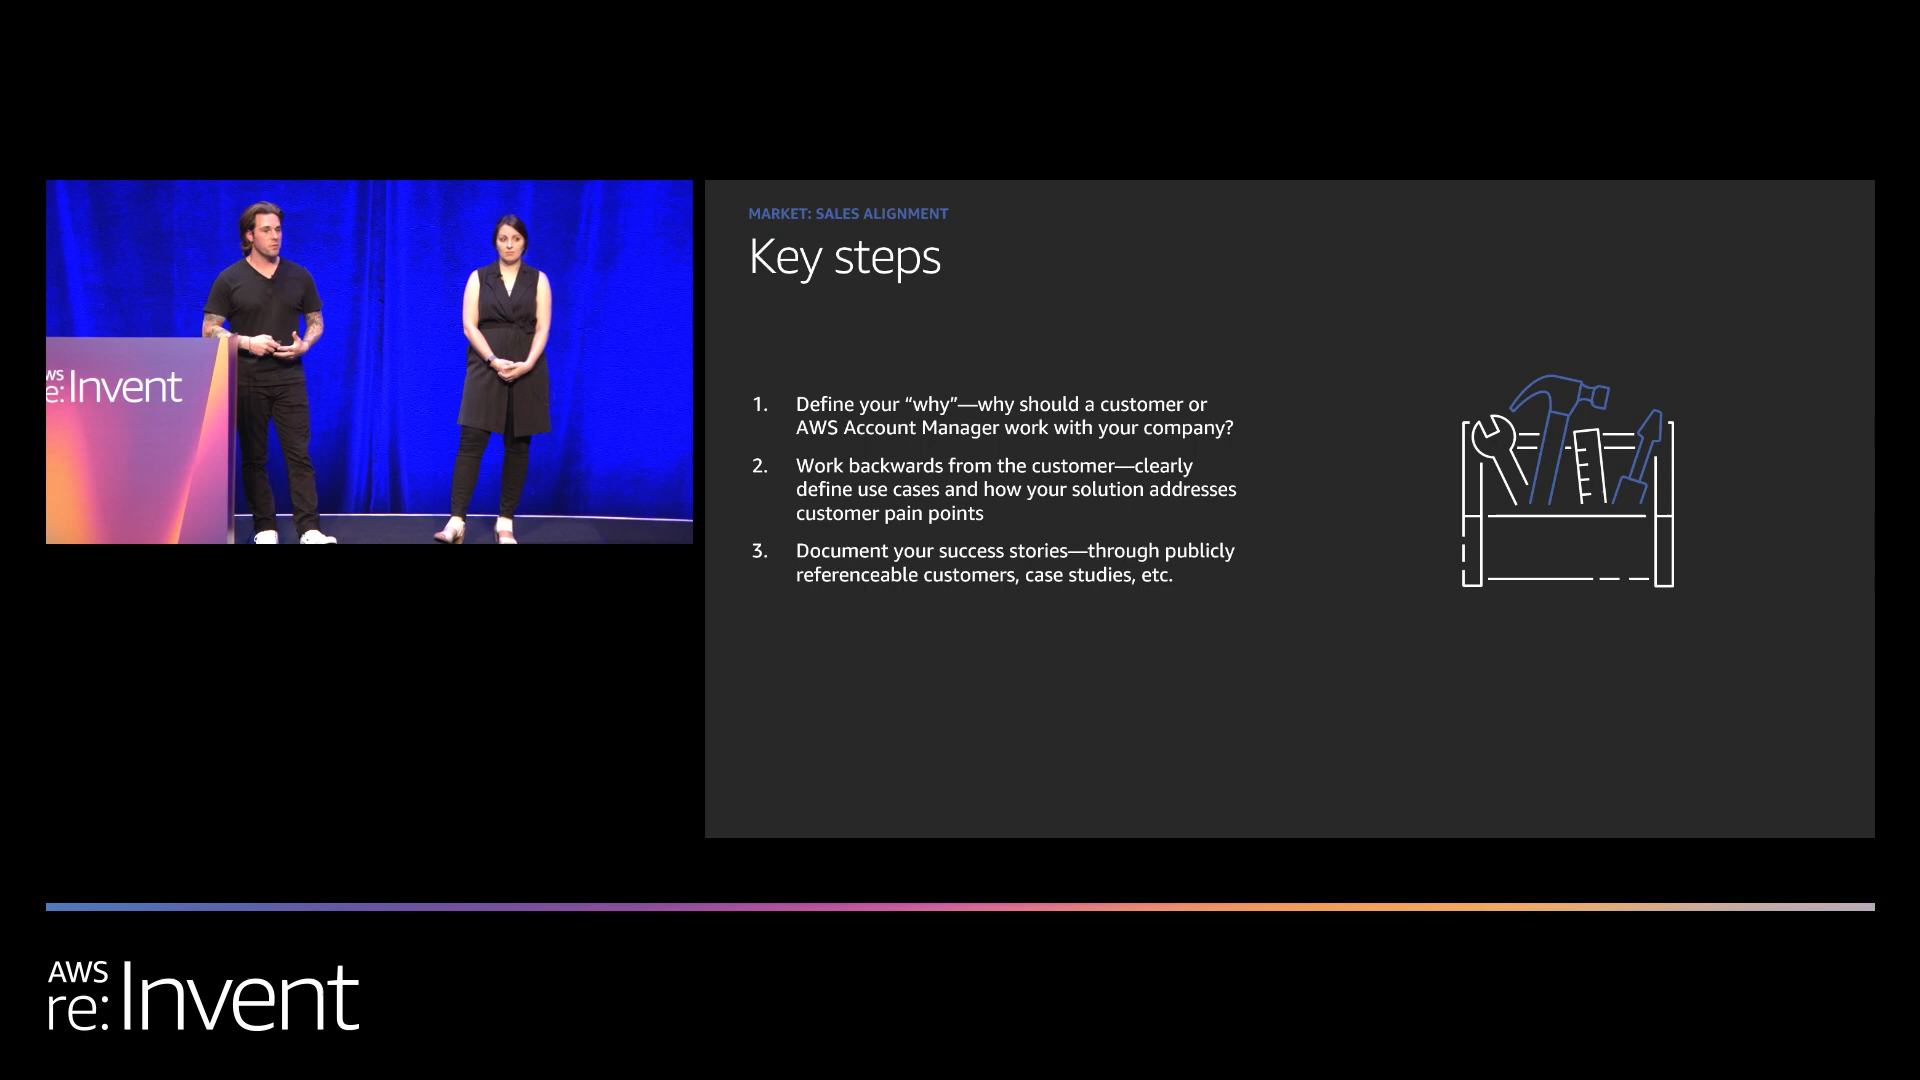 WS
e: Invent
MARKET: SALES ALIGNMENT
Key steps
1. Define your “why”—why should a customer or
AWS Account Manager work with your company?
2. Work backwards from the customer—clearly
define use cases and how your solution addresses
customer pain points
3. Document your success stories—through publicly
referenceable customers, case studies, etc.
AWS
re:Invent